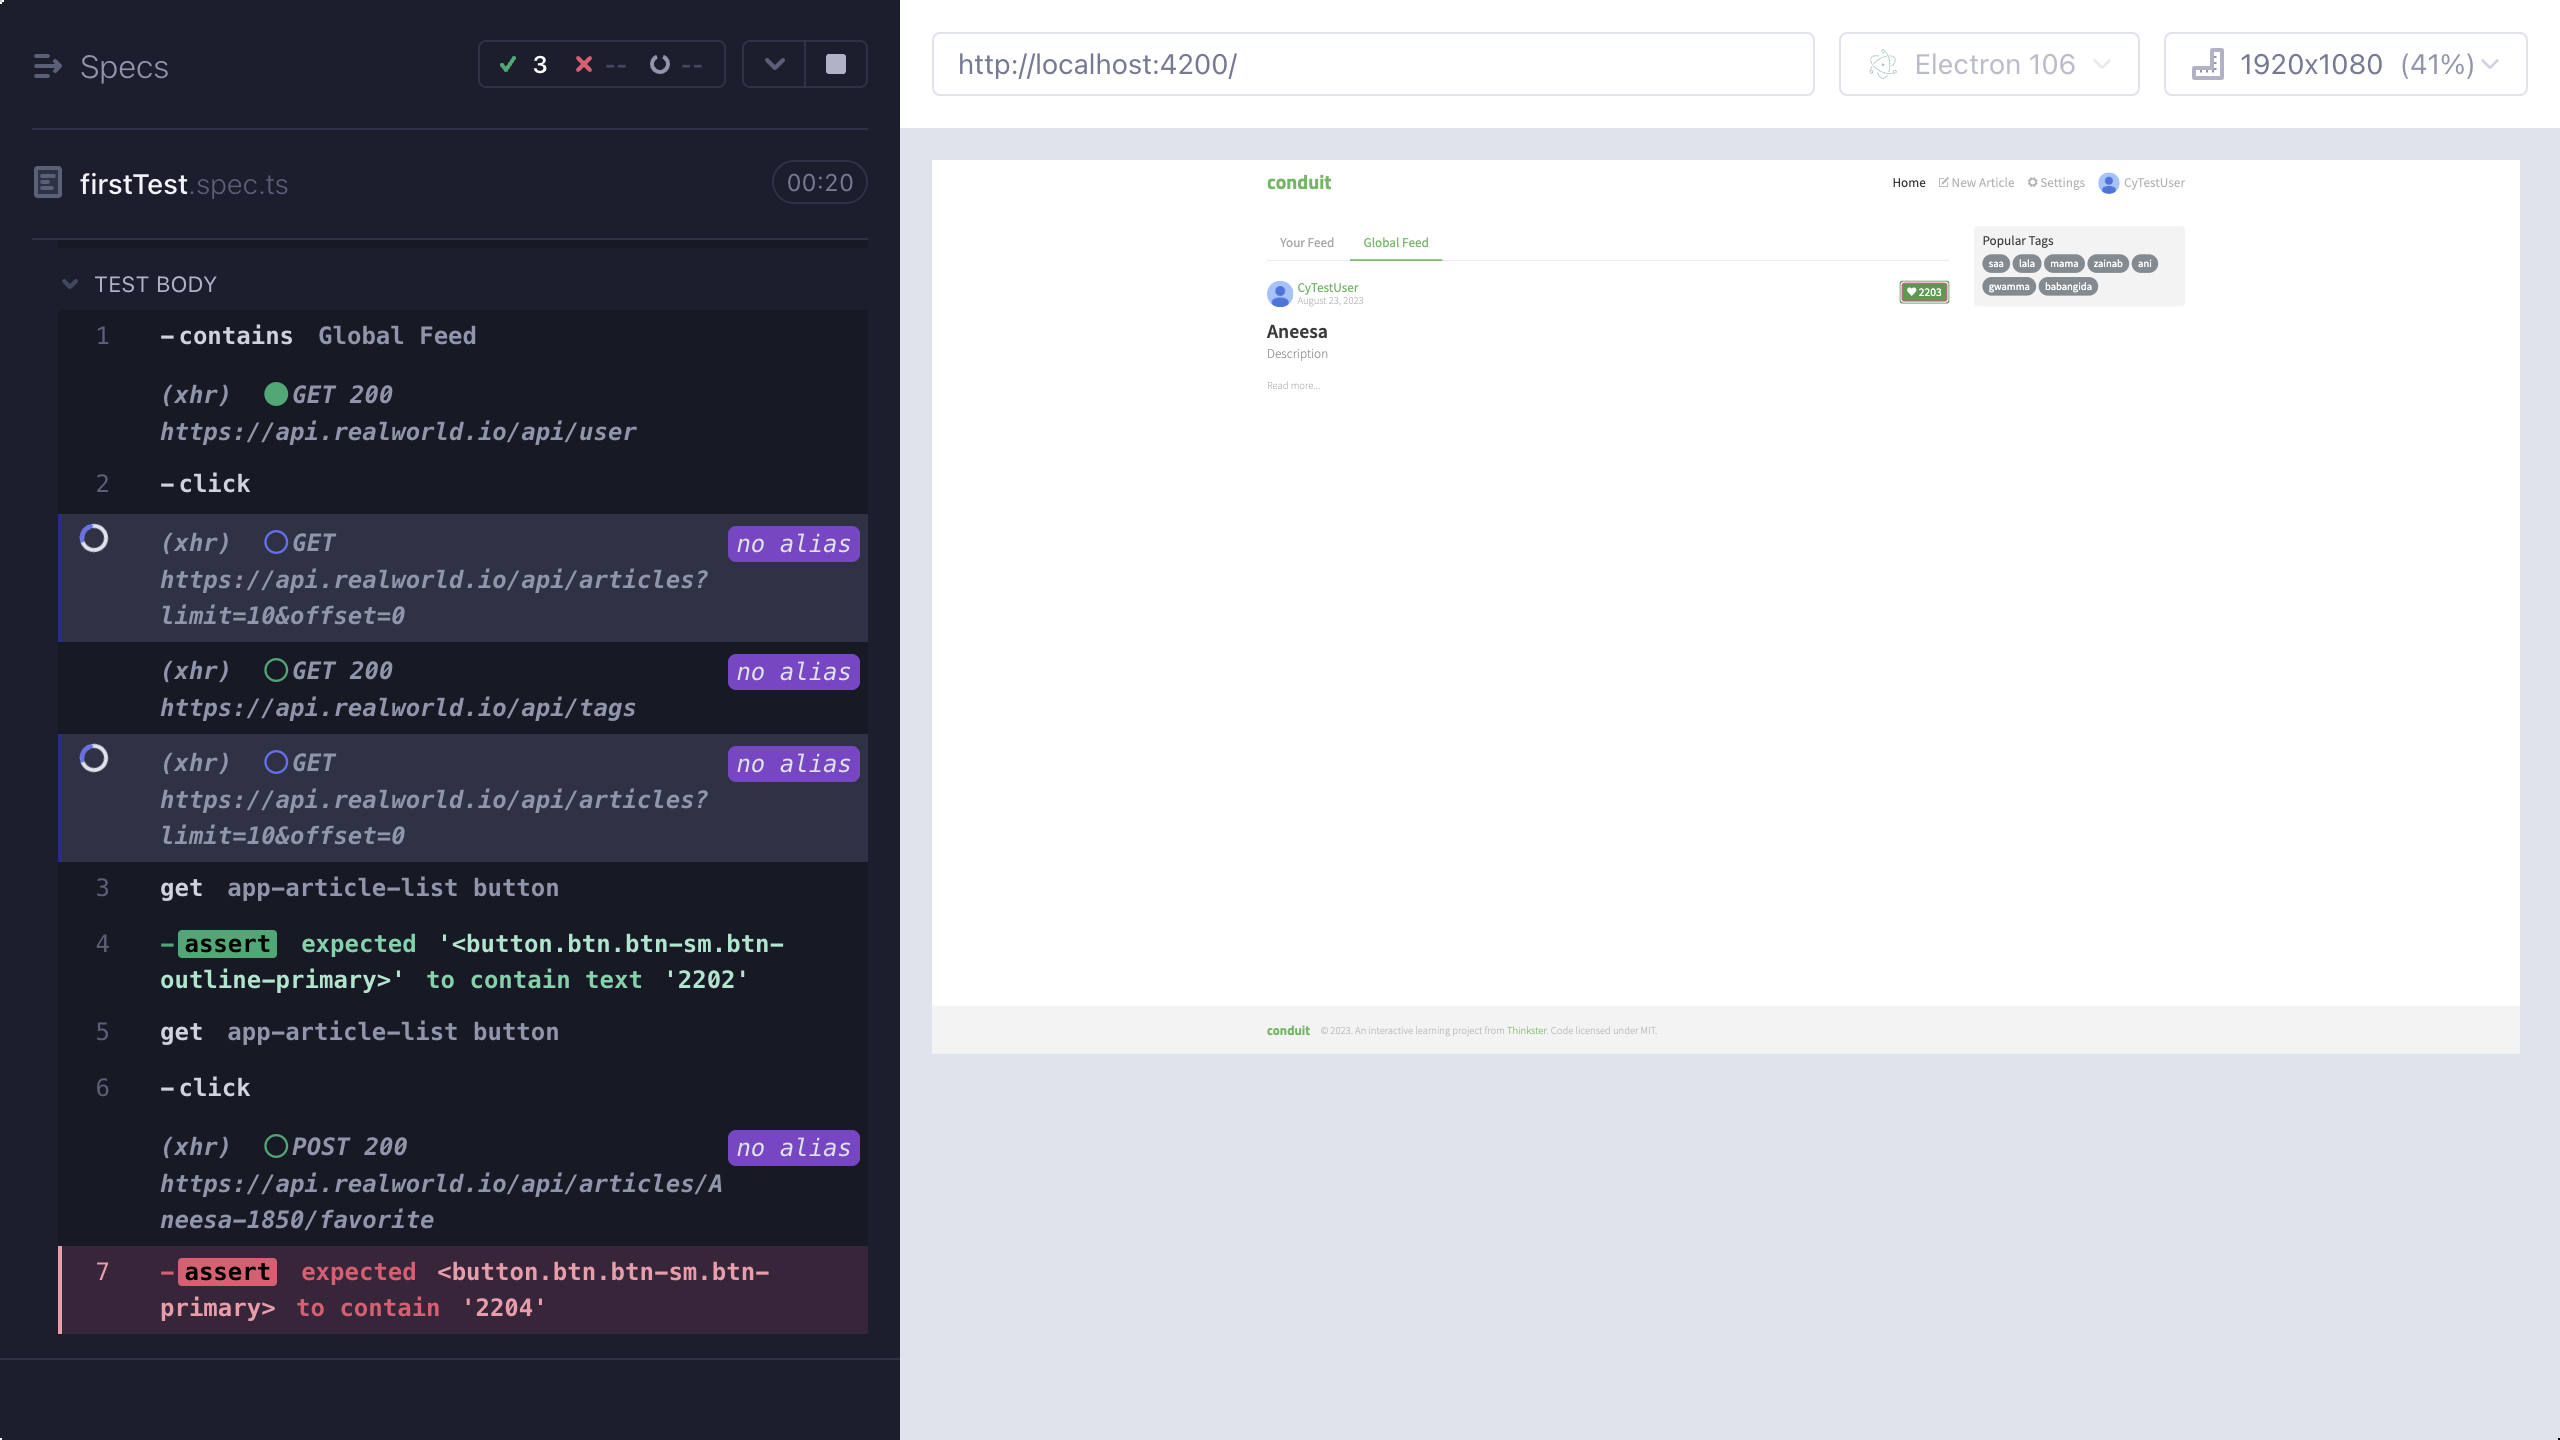 Specs
3 -- --
firstTest.spec.ts
00:20
TEST BODY
1 -contains Global Feed
(xhr) GET 200
https://api.realworld.io/api/user
2 -click
(xhr) GET no alias
https://api.realworld.io/api/articles?
limit=10&offset=0
(xhr) GET 200 no alias
https://api.realworld.io/api/tags
(xhr) GET no alias
https://api.realworld.io/api/articles?
limit=10&offset=0
3 get app-article-list button
4 -assert expected '<button.btn.btn-sm.btn-
outline-primary>' to contain text '2202'
5 get app-article-list button
6 -click
(xhr) POST 200 no alias
https://api.realworld.io/api/articles/A
neesa-1850/favorite
7 -assert expected <button.btn.btn-sm.btn-
primary> to contain '2204'
http://localhost:4200/
Electron 106
1920x1080 (41%)
conduit
Home New Article Settings CyTestUser
Your Feed Global Feed
CyTestUser
August 23, 2023
2203
Aneesa
Description
Read more...
Popular Tags
saa lala mama zainab ani
gwamma babangida
conduit © 2023. An interactive learning project from Thinkster. Code licensed under MIT.